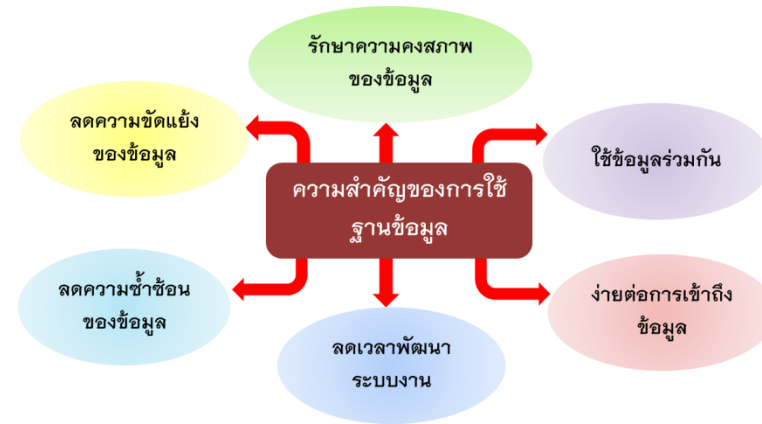 รักษาความคงสภาพ
ของข้อมูล
ลดความขัดแย้ง
ของข้อมูล
ใช้ข้อมูลร่วมกัน
ความสำคัญของการใช้
ฐานข้อมูล
ลดความซ้ำซ้อน
ของข้อมูล
ง่ายต่อการเข้าถึง
ข้อมูล
ลดเวลาพัฒนา
ระบบงาน